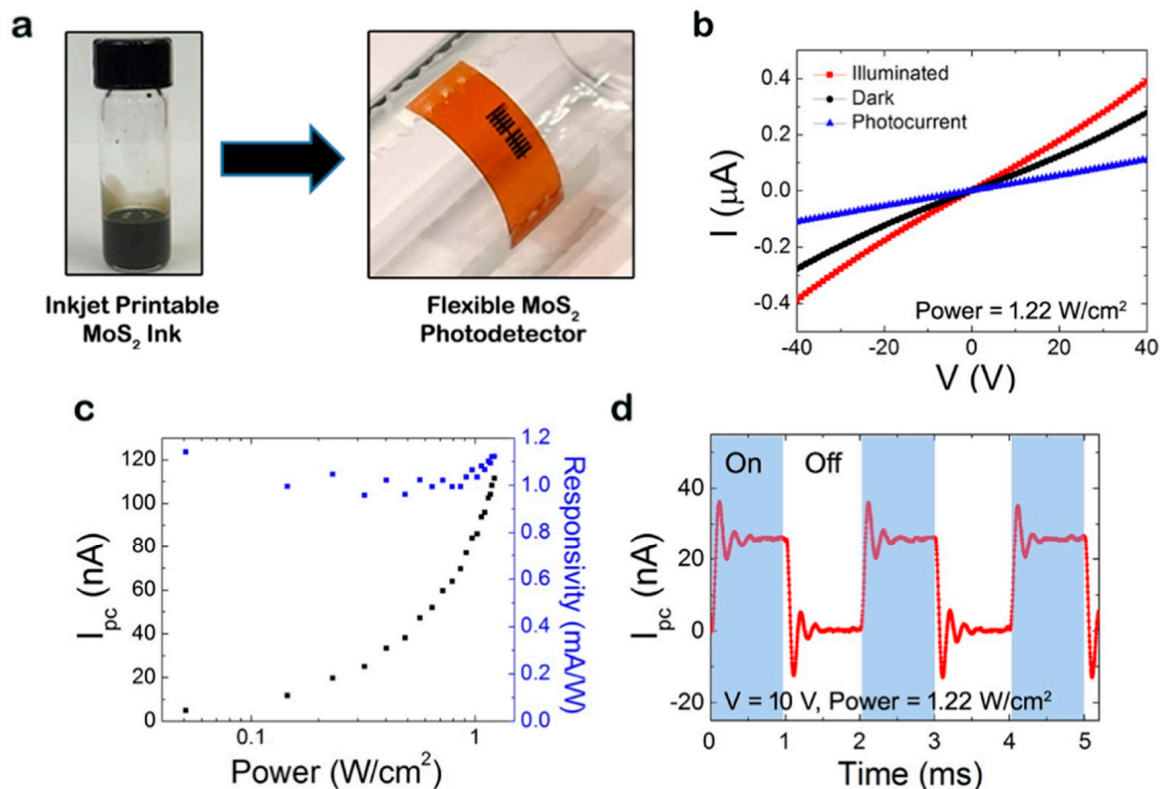 a
Inkjet Printable
MoS₂ Ink
Flexible MoS₂
Photodetector
b
Illuminated
Dark
Photocurrent
0.4
0.2
0.0
-0.2
-0.4
I (μA)
Power = 1.22 W/cm²
-40
-20
0
20
40
V (V)
c
120
100
80
60
40
20
0
I_pc (nA)
1.2
1.0
0.8
0.6
0.4
0.2
0.0
Responsivity (mA/W)
0.1
1
Power (W/cm²)
d
On
Off
40
20
0
-20
I_pc (nA)
V = 10 V, Power = 1.22 W/cm²
0
1
2
3
4
5
Time (ms)